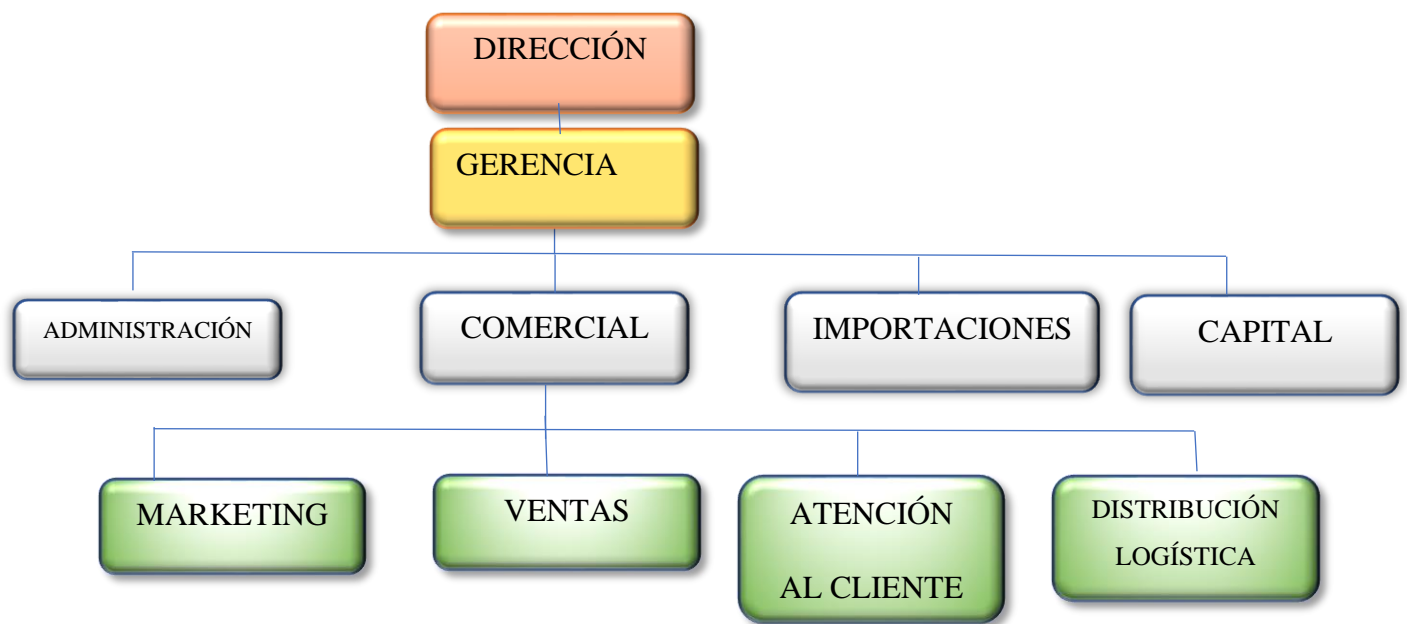 DIRECCIÓN
GERENCIA
ADMINISTRACIÓN
COMERCIAL
IMPORTACIONES
CAPITAL
MARKETING
VENTAS
ATENCIÓN
AL CLIENTE
DISTRIBUCIÓN
LOGÍSTICA